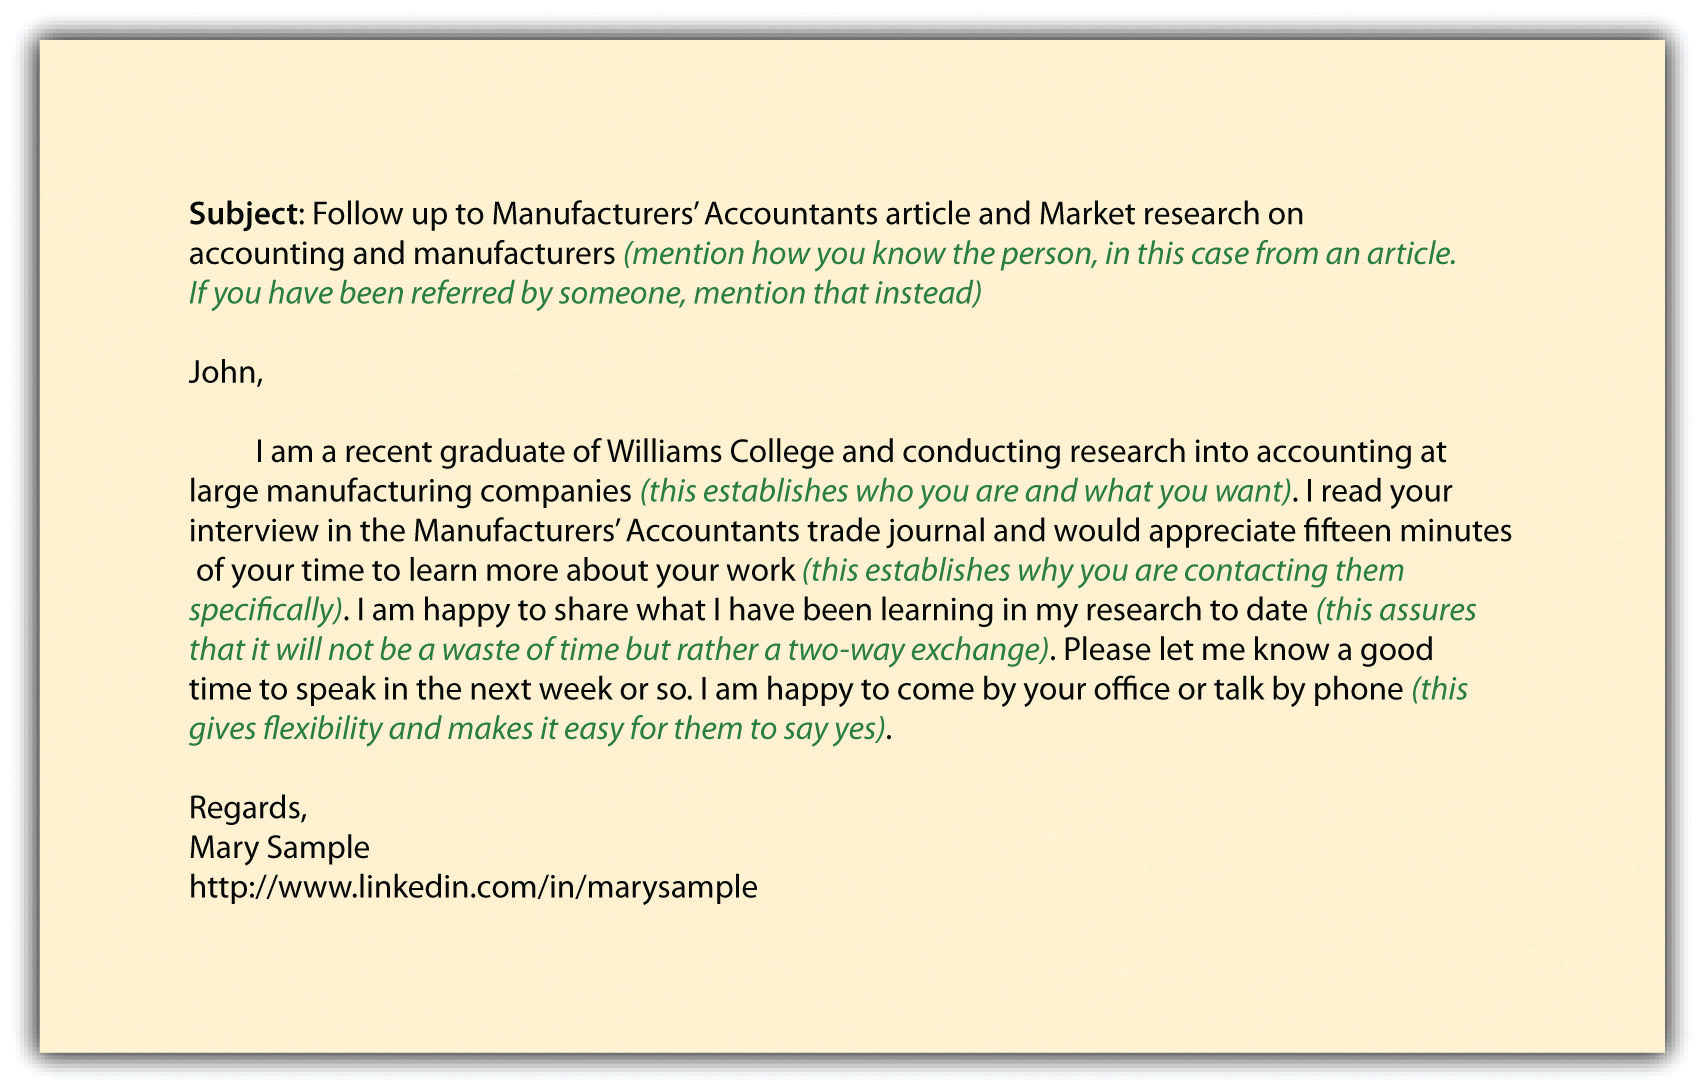 Subject: Follow up to Manufacturers’ Accountants article and Market research on
accounting and manufacturers (mention how you know the person, in this case from an article.
If you have been referred by someone, mention that instead)
John,
I am a recent graduate of Williams College and conducting research into accounting at
large manufacturing companies (this establishes who you are and what you want). I read your
interview in the Manufacturers’ Accountants trade journal and would appreciate fifteen minutes
of your time to learn more about your work (this establishes why you are contacting them
specifically). I am happy to share what I have been learning in my research to date (this assures
that it will not be a waste of time but rather a two-way exchange). Please let me know a good
time to speak in the next week or so. I am happy to come by your office or talk by phone (this
gives flexibility and makes it easy for them to say yes).
Regards,
Mary Sample
http://www.linkedin.com/in/marysample